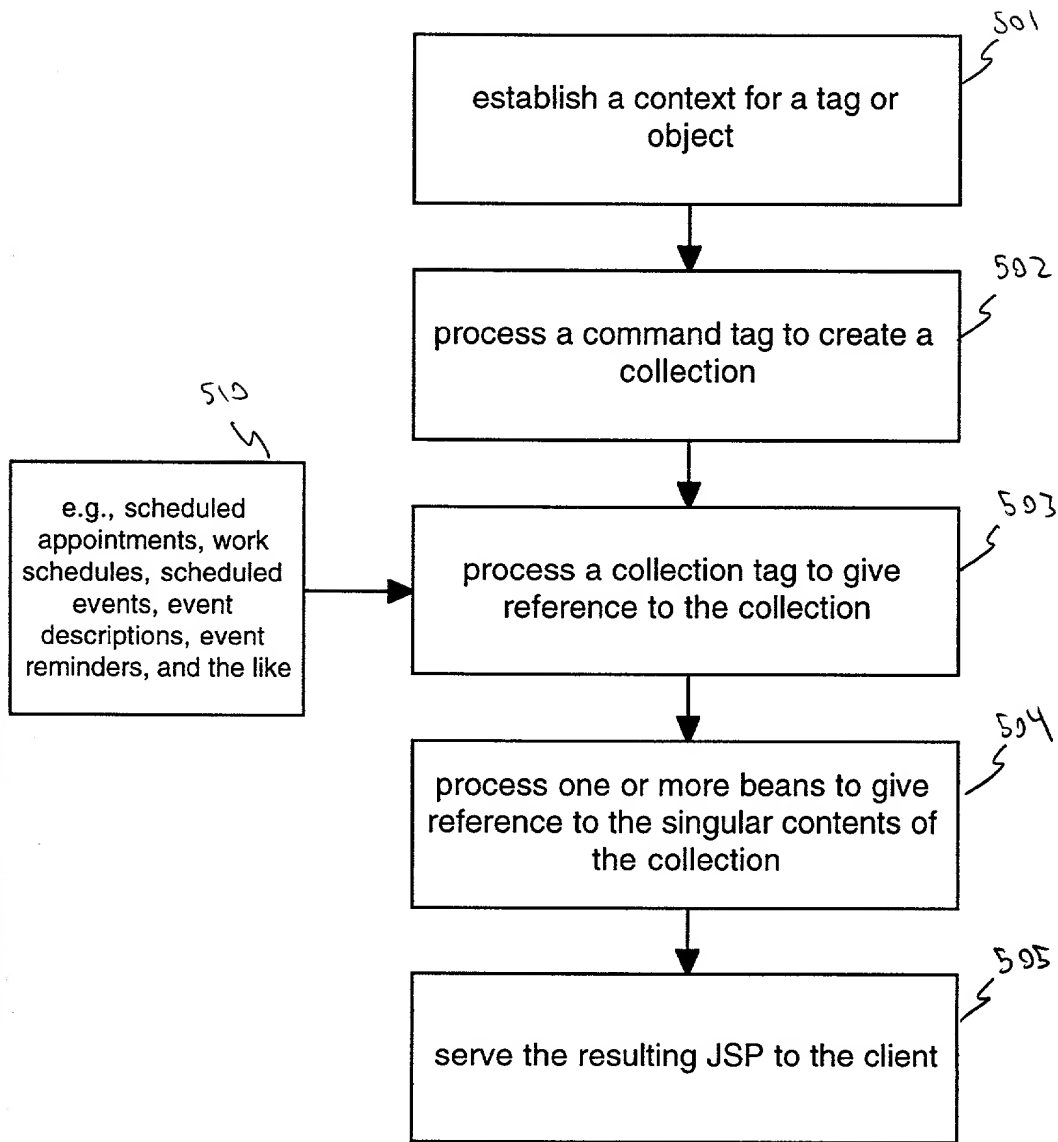 501
establish a context for a tag or
object
502
process a command tag to create a
collection
510
e.g., scheduled
appointments, work
schedules, scheduled
events, event
descriptions, event
reminders, and the like
503
process a collection tag to give
reference to the collection
504
process one or more beans to give
reference to the singular contents of
the collection
505
serve the resulting JSP to the client